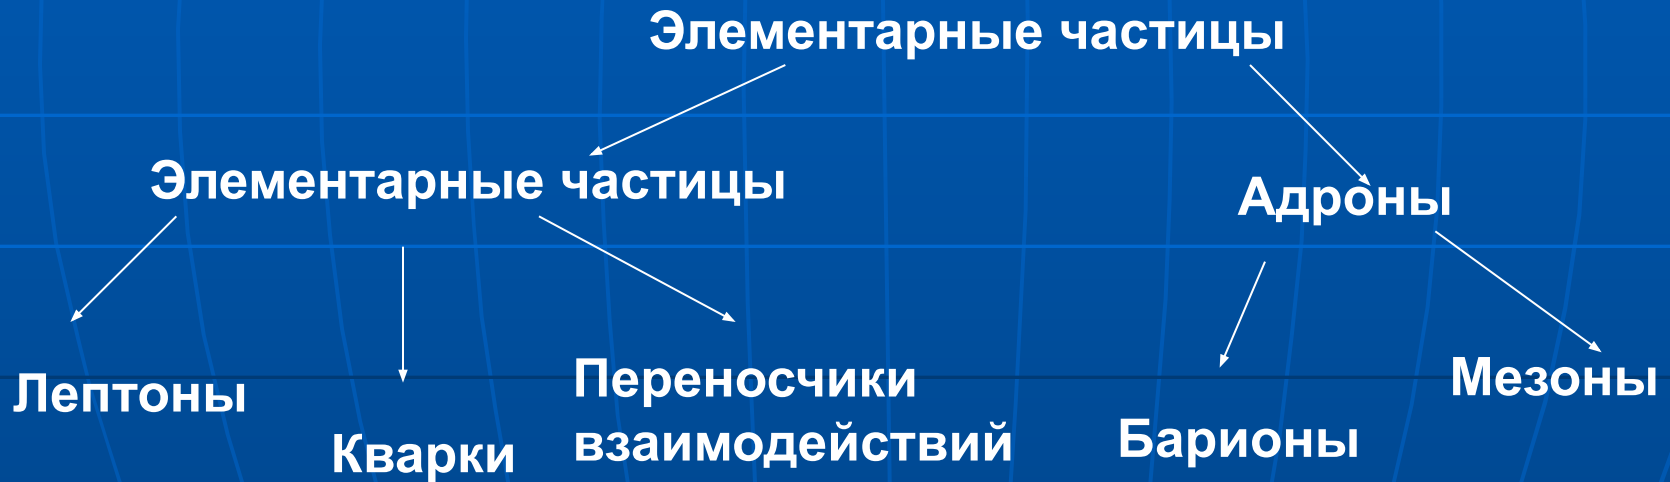 Элементарные частицы
Элементарные частицы
Адроны
Лептоны
Кварки
Переносчики
взаимодействий
Барионы
Мезоны